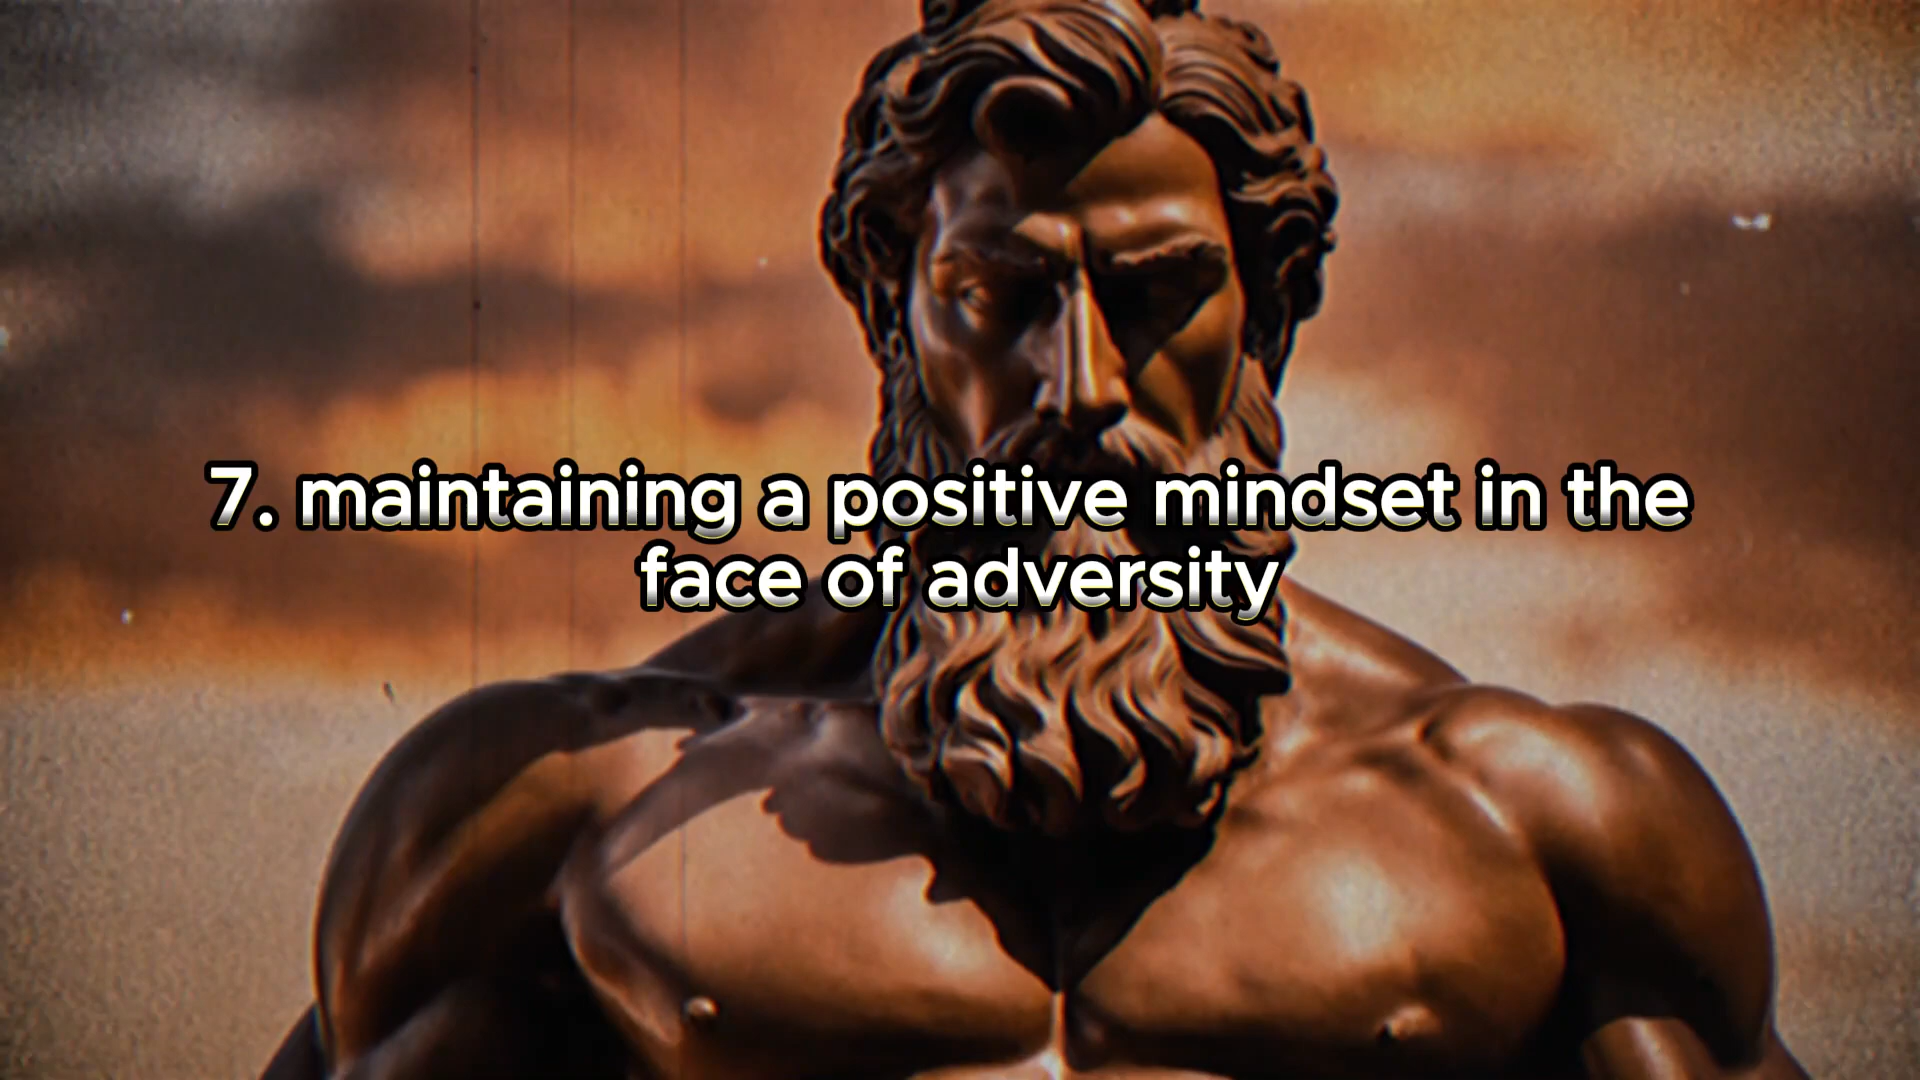 7. maintaining a positive mindset in the
face of adversity